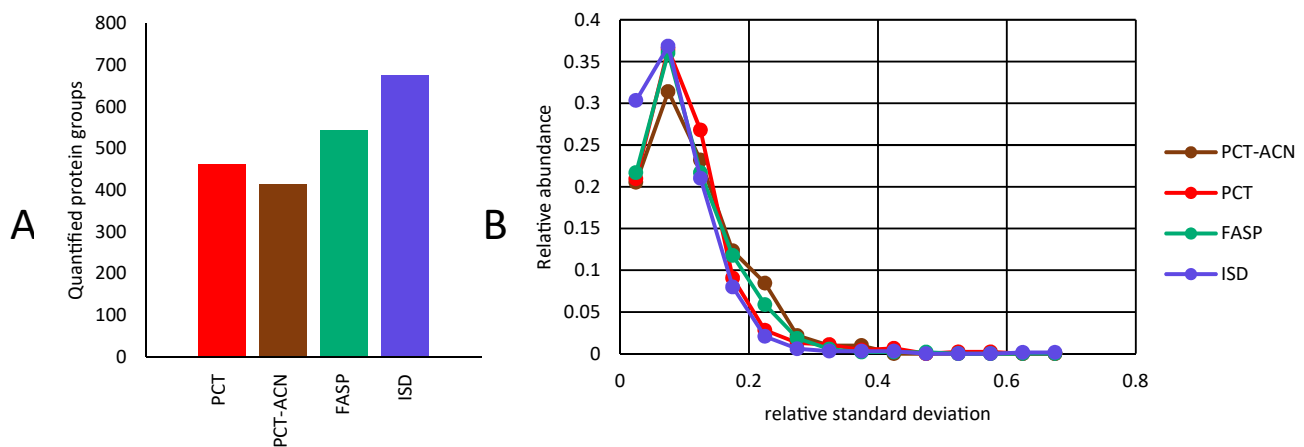 A
Quantified protein groups
800
700
600
500
400
300
200
100
0
PCT
PCT-ACN
FASP
ISD
B
Relative abundance
0.4
0.35
0.3
0.25
0.2
0.15
0.1
0.05
0
0
0.2
0.4
0.6
0.8
relative standard deviation
PCT-ACN
PCT
FASP
ISD